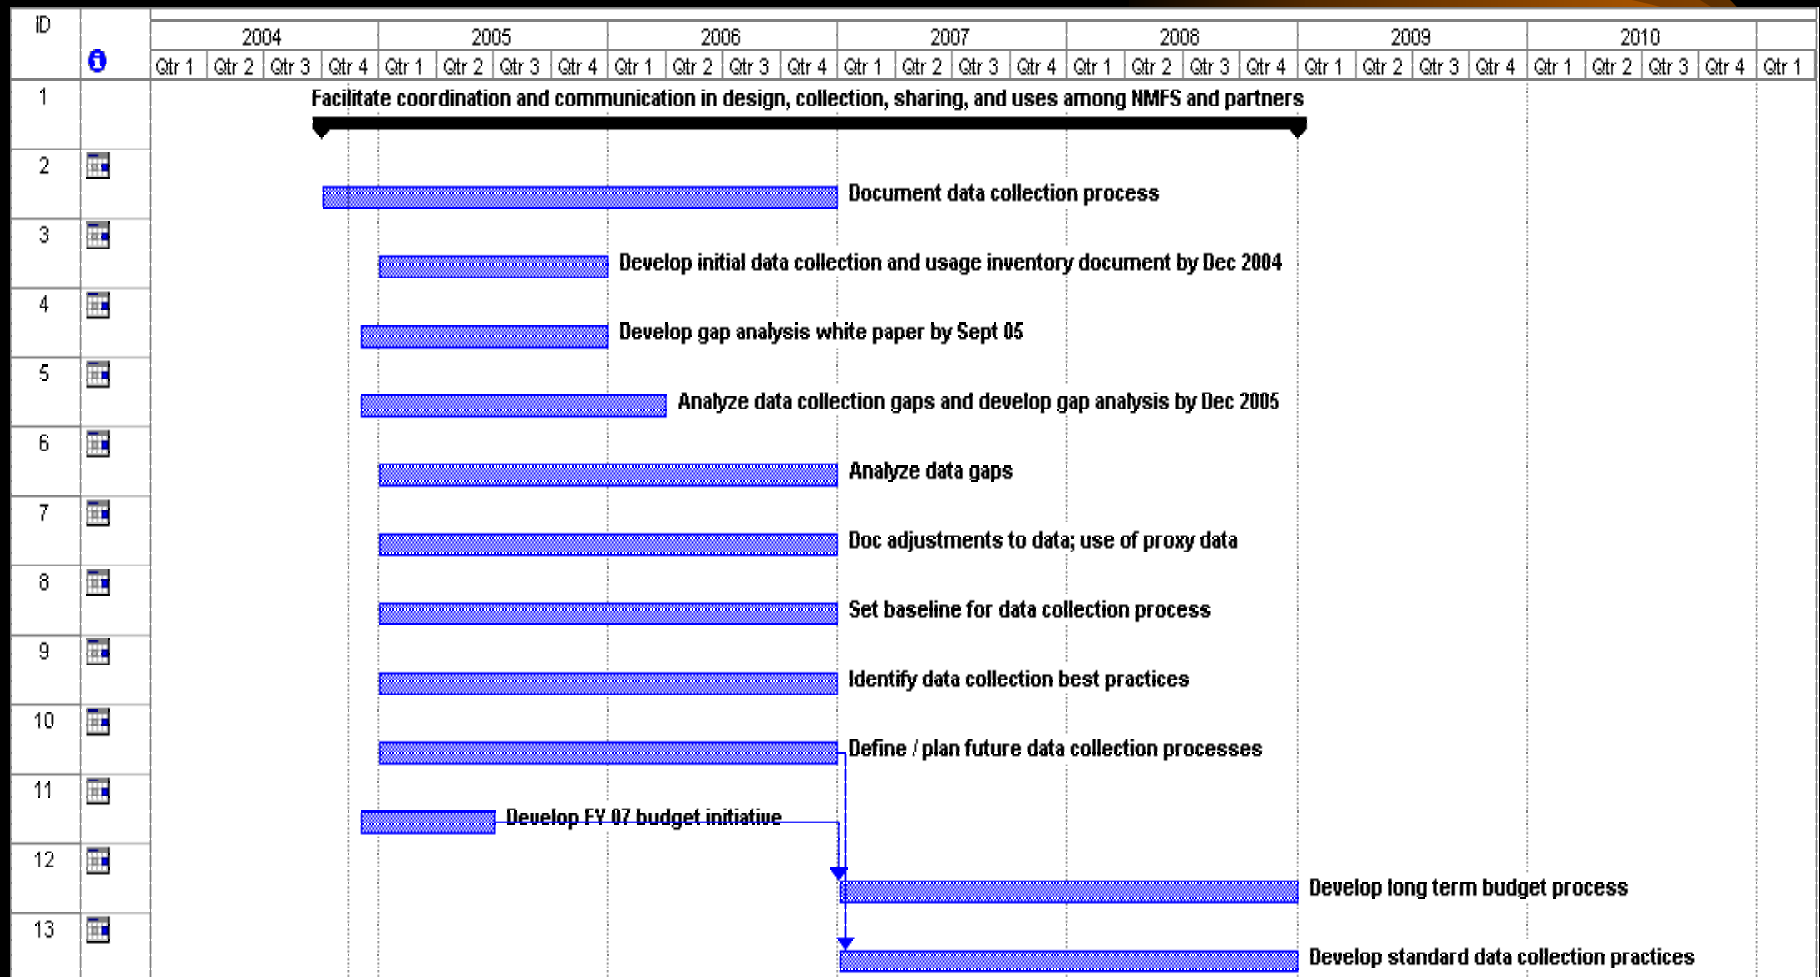 ID
2004 2005 2006 2007 2008 2009 2010
Qtr 1 Qtr 2 Qtr 3 Qtr 4 Qtr 1 Qtr 2 Qtr 3 Qtr 4 Qtr 1 Qtr 2 Qtr 3 Qtr 4 Qtr 1 Qtr 2 Qtr 3 Qtr 4 Qtr 1 Qtr 2 Qtr 3 Qtr 4 Qtr 1 Qtr 2 Qtr 3 Qtr 4 Qtr 1 Qtr 2 Qtr 3 Qtr 4 Qtr 1
1 Facilitate coordination and communication in design, collection, sharing, and uses among NMFS and partners
2 Document data collection process
3 Develop initial data collection and usage inventory document by Dec 2004
4 Develop gap analysis white paper by Sept 05
5 Analyze data collection gaps and develop gap analysis by Dec 2005
6 Analyze data gaps
7 Doc adjustments to data; use of proxy data
8 Set baseline for data collection process
9 Identify data collection best practices
10 Define / plan future data collection processes
11 Develop FY 07 budget initiative
12 Develop long term budget process
13 Develop standard data collection practices